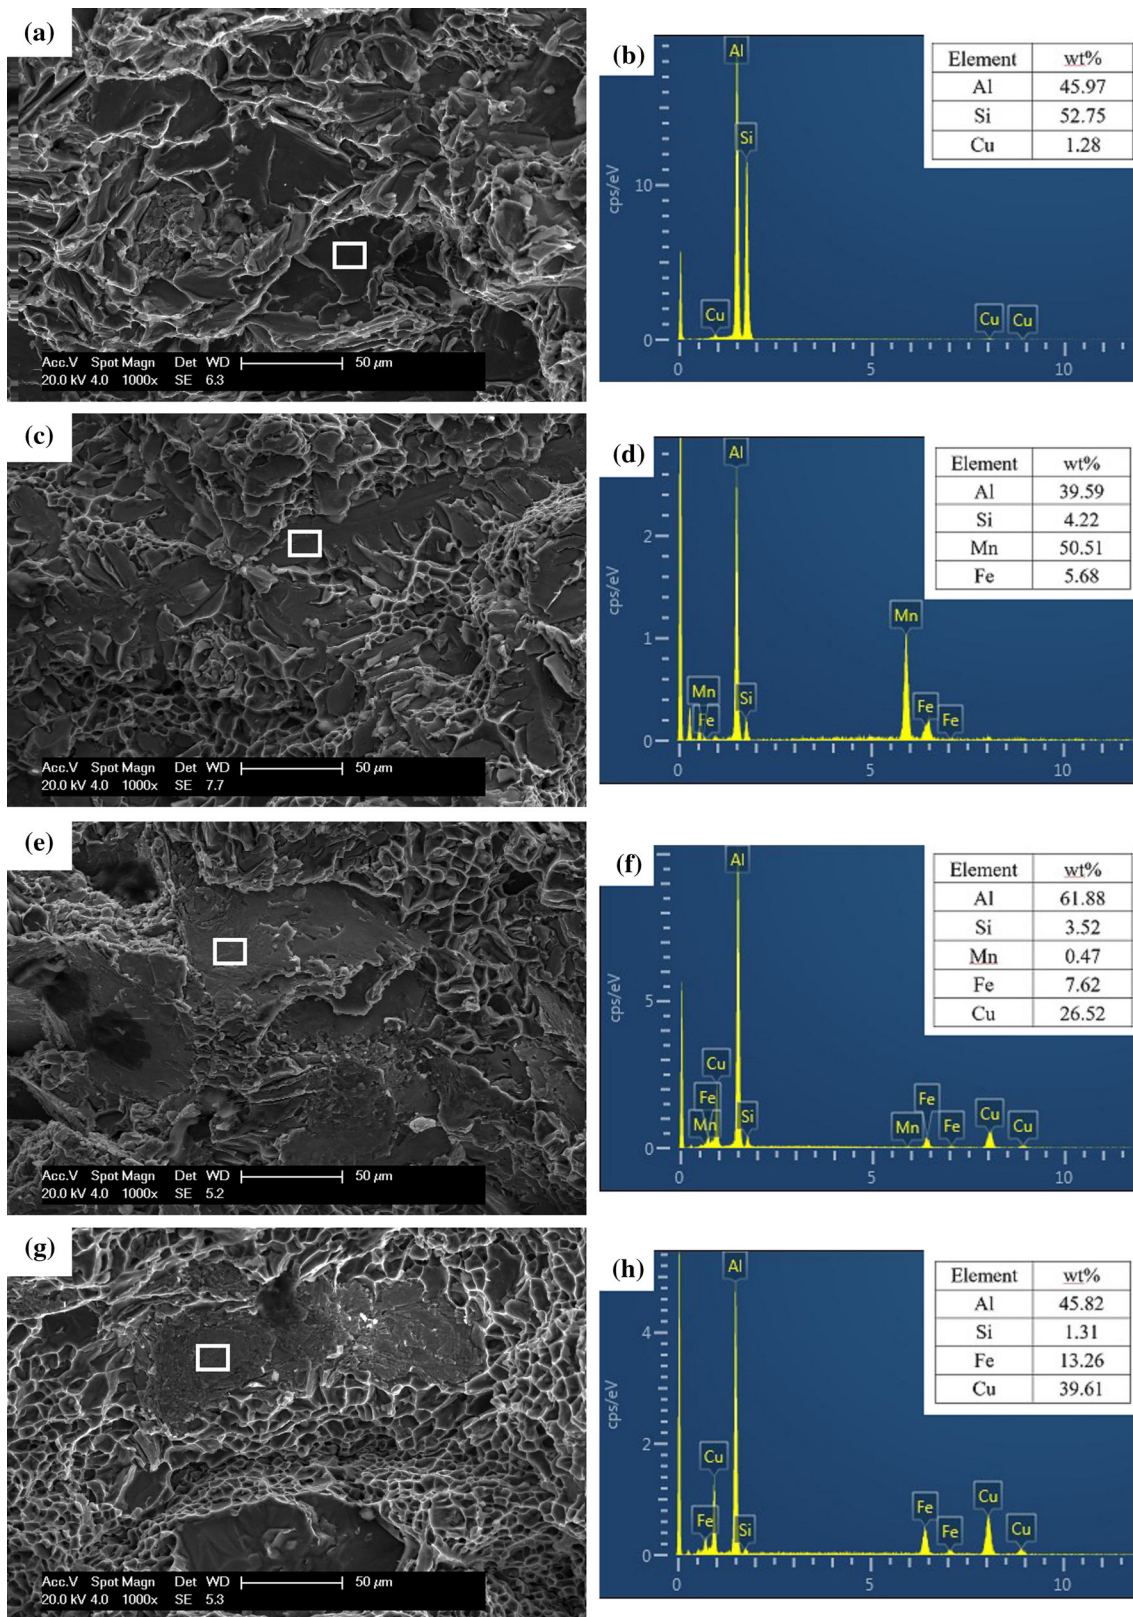 (a)
Acc.V Spot Magn Det WD 50 µm
20.0 kV 4.0 1000x SE 6.3
(b)
Al
Si
Cu
Cu
Cu
cps/eV
10
0
0 5 10
Element wt%
Al 45.97
Si 52.75
Cu 1.28
(c)
Acc.V Spot Magn Det WD 50 µm
20.0 kV 4.0 1000x SE 7.7
(d)
Al
Mn
Mn
Si
Fe
Fe
Fe
cps/eV
2
1
0
0 5 10
Element wt%
Al 39.59
Si 4.22
Mn 50.51
Fe 5.68
(e)
Acc.V Spot Magn Det WD 50 µm
20.0 kV 4.0 1000x SE 5.2
(f)
Al
Cu
Fe
Fe
Mn
Si
Mn
Fe
Cu
Cu
cps/eV
5
0
0 5 10
Element wt%
Al 61.88
Si 3.52
Mn 0.47
Fe 7.62
Cu 26.52
(g)
Acc.V Spot Magn Det WD 50 µm
20.0 kV 4.0 1000x SE 5.3
(h)
Al
Cu
Cu
Fe
Si
Fe
Fe
Cu
cps/eV
4
2
0
0 5 10
Element wt%
Al 45.82
Si 1.31
Fe 13.26
Cu 39.61